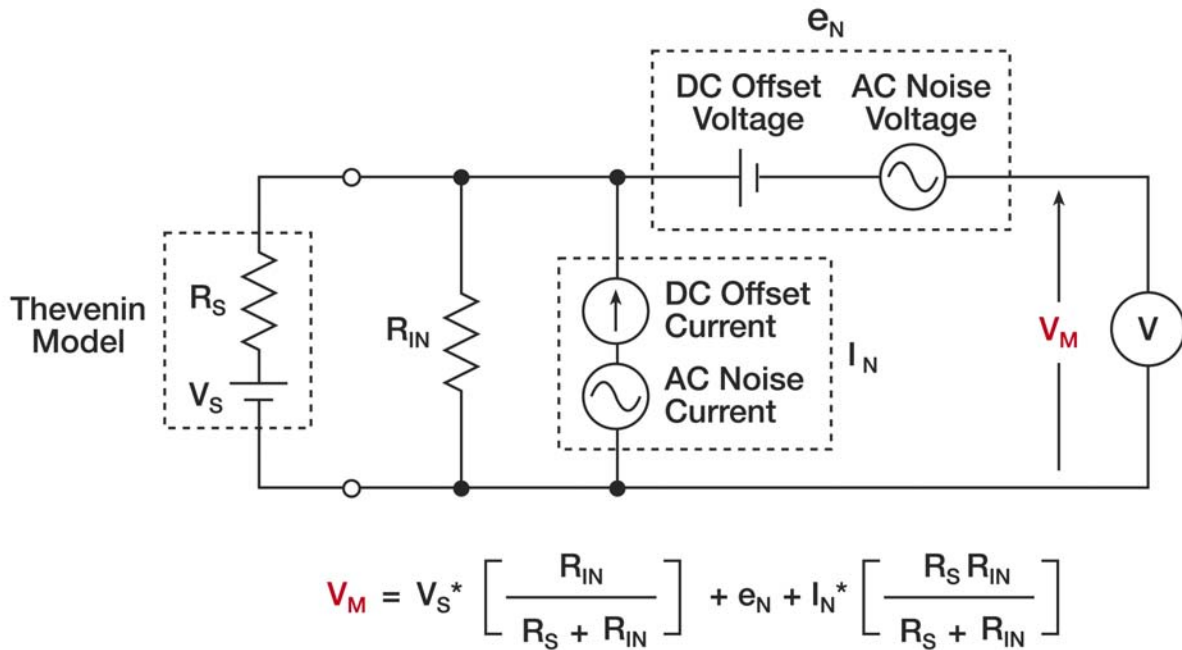 e_N
DC Offset
Voltage
AC Noise
Voltage
Thevenin
Model
R_S
V_S
R_IN
DC Offset
Current
AC Noise
Current
I_N
V_M
V
V_M = V_S* [ R_IN / (R_S + R_IN) ] + e_N + I_N* [ R_S R_IN / (R_S + R_IN) ]